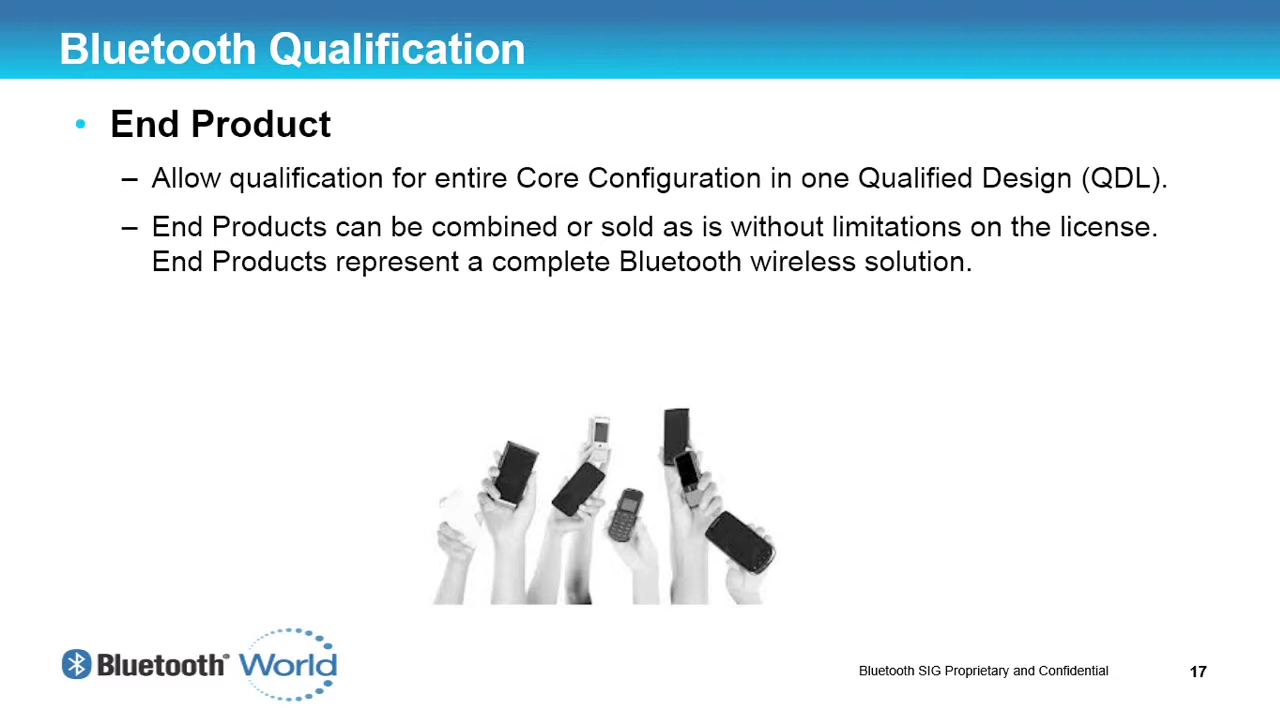 Bluetooth Qualification
• End Product
– Allow qualification for entire Core Configuration in one Qualified Design (QDL).
– End Products can be combined or sold as is without limitations on the license.
End Products represent a complete Bluetooth wireless solution.
Bluetooth® World
Bluetooth SIG Proprietary and Confidential
17